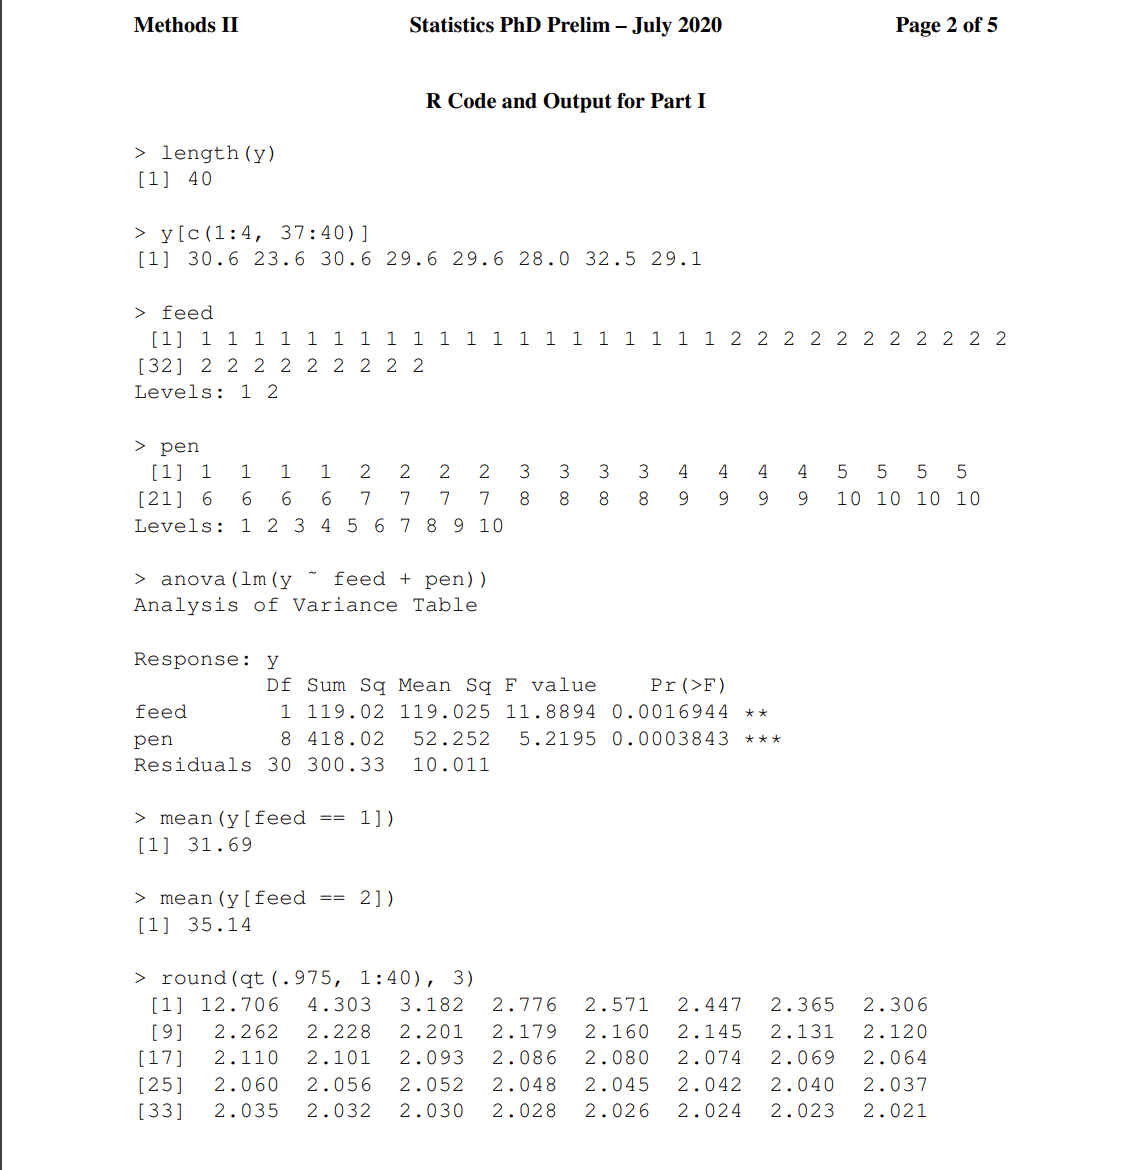 Methods II Statistics PhD Prelim – July 2020 Page 2 of 5
R Code and Output for Part I
> length(y)
[1] 40
> y[c(1:4, 37:40)]
[1] 30.6 23.6 30.6 29.6 29.6 28.0 32.5 29.1
> feed
[1] 1 1 1 1 1 1 1 1 1 1 1 1 1 1 1 1 1 1 1 1 2 2 2 2 2 2 2 2 2 2 2
[32] 2 2 2 2 2 2 2 2 2
Levels: 1 2
> pen
[1] 1 1 1 1 2 2 2 2 3 3 3 3 4 4 4 4 5 5 5 5
[21] 6 6 6 6 7 7 7 7 8 8 8 8 9 9 9 9 10 10 10 10
Levels: 1 2 3 4 5 6 7 8 9 10
> anova(lm(y ~ feed + pen))
Analysis of Variance Table
Response: y
Df Sum Sq Mean Sq F value Pr(>F)
feed 1 119.02 119.025 11.8894 0.0016944 **
pen 8 418.02 52.252 5.2195 0.0003843 ***
Residuals 30 300.33 10.011
> mean(y[feed == 1])
[1] 31.69
> mean(y[feed == 2])
[1] 35.14
> round(qt(.975, 1:40), 3)
[1] 12.706 4.303 3.182 2.776 2.571 2.447 2.365 2.306
[9] 2.262 2.228 2.201 2.179 2.160 2.145 2.131 2.120
[17] 2.110 2.101 2.093 2.086 2.080 2.074 2.069 2.064
[25] 2.060 2.056 2.052 2.048 2.045 2.042 2.040 2.037
[33] 2.035 2.032 2.030 2.028 2.026 2.024 2.023 2.021